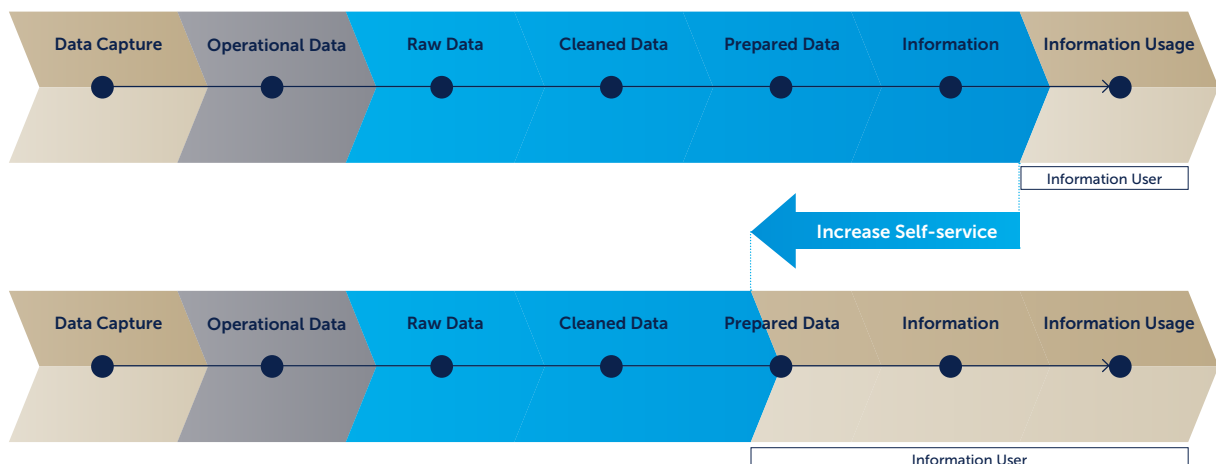 Data Capture
Operational Data
Raw Data
Cleaned Data
Prepared Data
Information
Information Usage
Information User
Increase Self-service
Data Capture
Operational Data
Raw Data
Cleaned Data
Prepared Data
Information
Information Usage
Information User